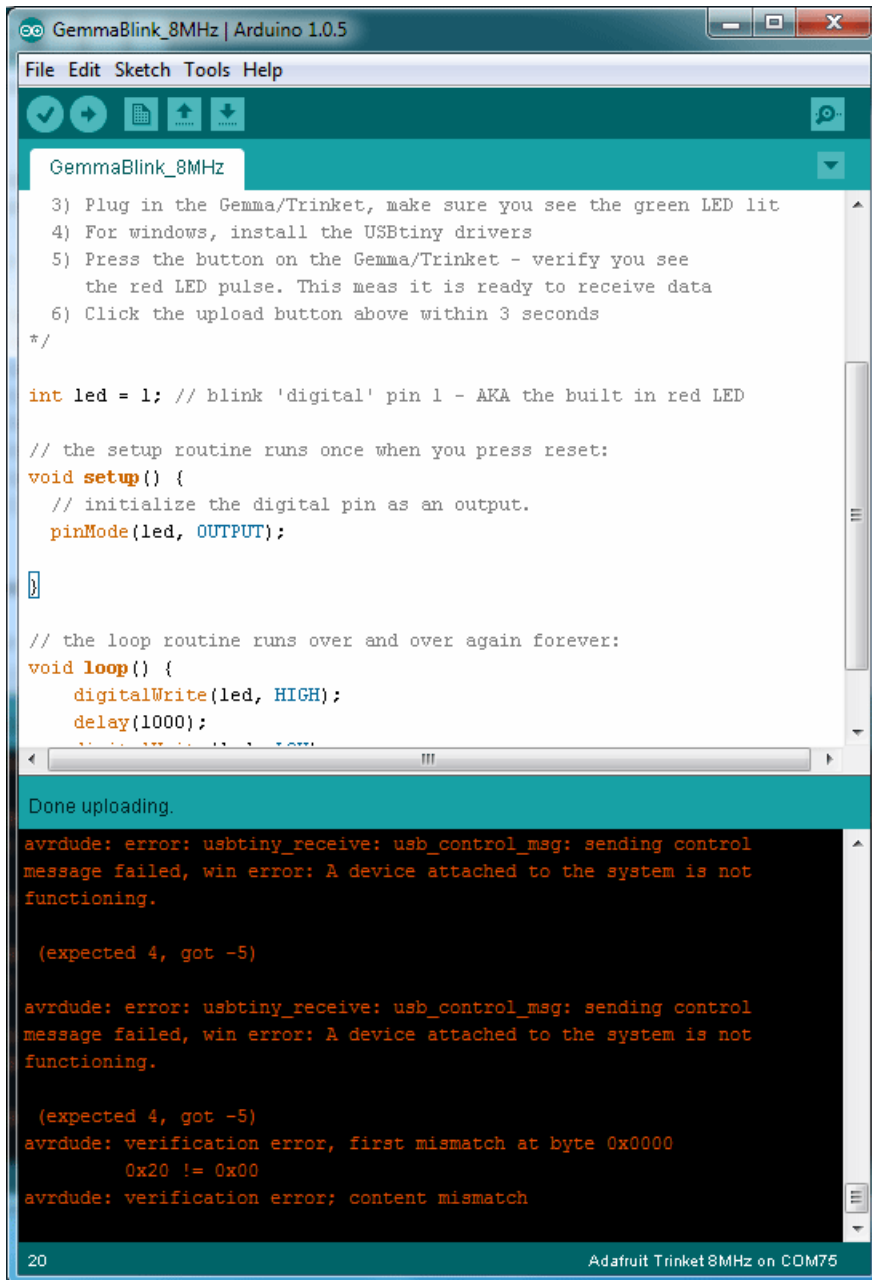 GemmaBlink_8MHz | Arduino 1.0.5
File Edit Sketch Tools Help
GemmaBlink_8MHz
3) Plug in the Gemma/Trinket, make sure you see the green LED lit
4) For windows, install the USBtiny drivers
5) Press the button on the Gemma/Trinket - verify you see
the red LED pulse. This meas it is ready to receive data
6) Click the upload button above within 3 seconds
*/
int led = 1; // blink 'digital' pin 1 - AKA the built in red LED
// the setup routine runs once when you press reset:
void setup() {
// initialize the digital pin as an output.
pinMode(led, OUTPUT);
}
// the loop routine runs over and over again forever:
void loop() {
digitalWrite(led, HIGH);
delay(1000);
Done uploading.
avrdude: error: usbtiny_receive: usb_control_msg: sending control
message failed, win error: A device attached to the system is not
functioning.
(expected 4, got -5)
avrdude: error: usbtiny_receive: usb_control_msg: sending control
message failed, win error: A device attached to the system is not
functioning.
(expected 4, got -5)
avrdude: verification error, first mismatch at byte 0x0000
0x20 != 0x00
avrdude: verification error; content mismatch
20
Adafruit Trinket 8MHz on COM75